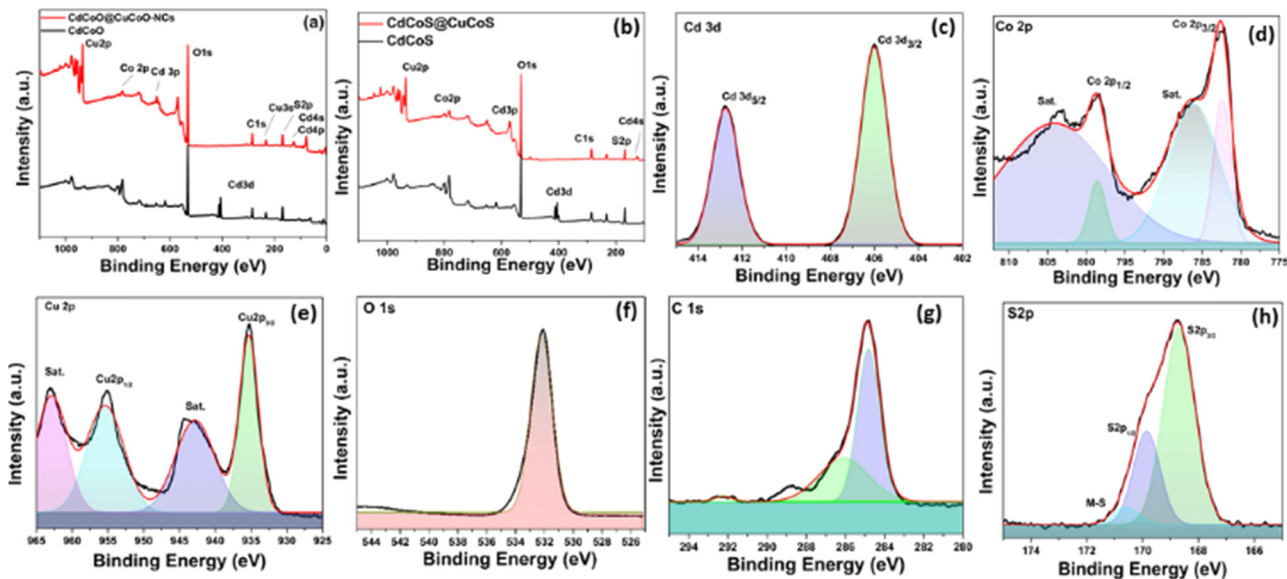 (a)
CdCoO@CuCoO-NCs
CdCoO
Cu2p
Co 2p
Cd 3p
O1s
C1s
Cu3s
S2p
Cd4s
Cd4p
Cd3d
Intensity (a.u.)
1000 800 600 400 200 0
Binding Energy (eV)
(b)
CdCoS@CuCoS
CdCoS
Cu2p
Co2p
Cd3p
O1s
C1s
S2p
Cd4s
Cd3d
Intensity (a.u.)
1000 800 600 400 200
Binding Energy (eV)
Cd 3d
(c)
Cd 3d3/2
Cd 3d5/2
Intensity (a.u.)
414 412 410 408 406 404 402
Binding Energy (eV)
Co 2p
(d)
Co 2p3/2
Co 2p1/2
Sat.
Sat.
Intensity (a.u.)
810 805 800 795 790 785 780 775
Binding Energy (eV)
Cu 2p
(e)
Cu2p3/2
Sat.
Cu2p1/2
Sat.
Intensity (a.u.)
965 960 955 950 945 940 935 930 925
Binding Energy (eV)
O 1s
(f)
Intensity (a.u.)
544 542 540 538 536 534 532 530 528 526
Binding Energy (eV)
C 1s
(g)
Intensity (a.u.)
294 292 290 288 286 284 282 280
Binding Energy (eV)
S2p
(h)
S2p3/2
S2p1/2
M-S
Intensity (a.u.)
174 172 170 168 166
Binding Energy (eV)